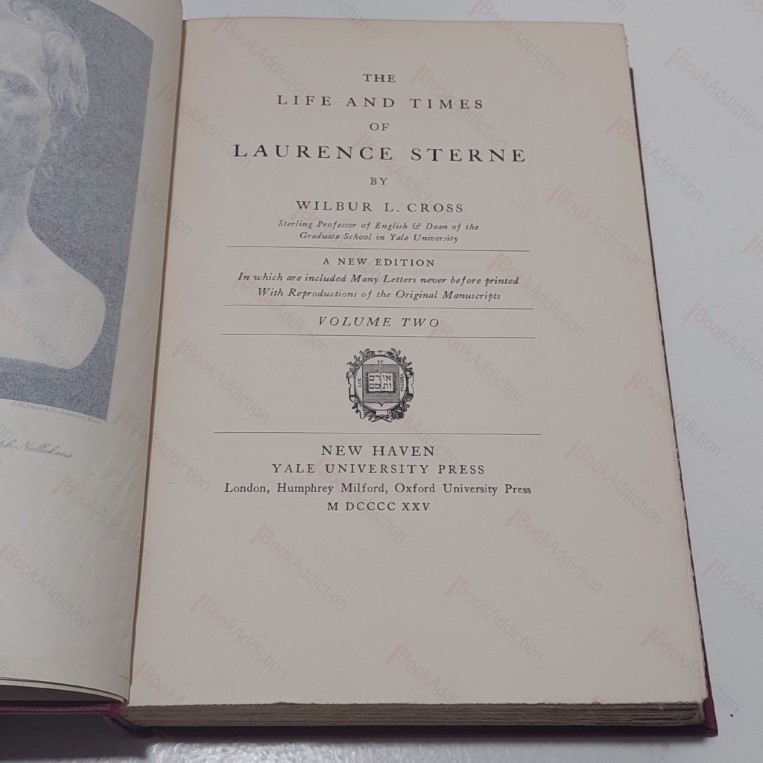 THE
LIFE AND TIMES
OF
LAURENCE STERNE
BY
WILBUR L. CROSS
Sterling Professor of English & Dean of the
Graduate School in Yale University
A NEW EDITION
In which are included Many Letters never before printed
With Reproductions of the Original Manuscripts
VOLUME TWO
NEW HAVEN
YALE UNIVERSITY PRESS
London, Humphrey Milford, Oxford University Press
M DCCCC XXV
Nollekens
BookAddiction